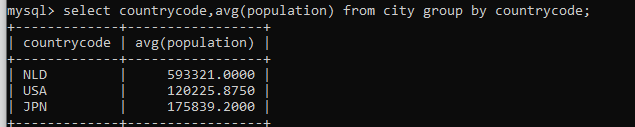 mysql> select countrycode,avg(population) from city group by countrycode;
+-------------+-----------------+
| countrycode | avg(population) |
+-------------+-----------------+
| NLD         |     593321.0000 |
| USA         |     120225.8750 |
| JPN         |     175839.2000 |
+-------------+-----------------+